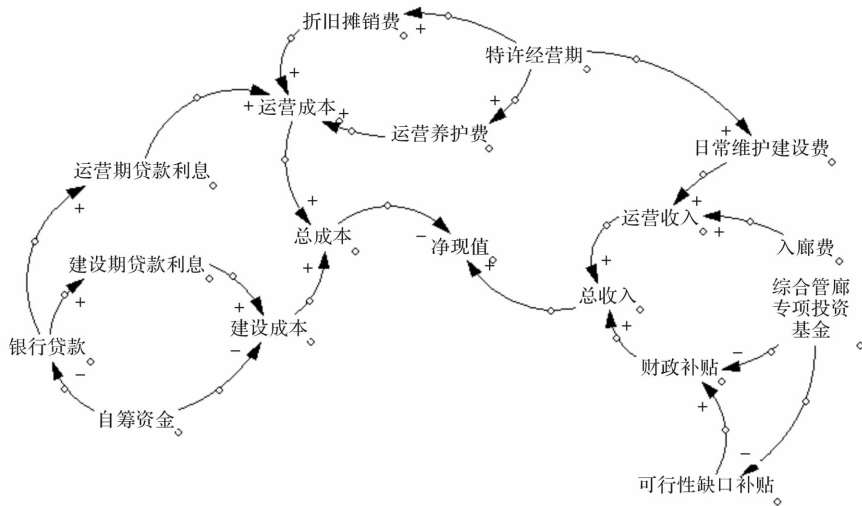 折旧摊销费
+
特许经营期
+
+
运营成本
+
+
运营养护费
+
日常维护建设费
运营期贷款利息
+
+
运营收入
+
入廊费
+
总成本
−
净现值
+
建设期贷款利息
+
+
总收入
综合管廊
专项投资
基金
+
建设成本
+
银行贷款
−
−
−
财政补贴
自筹资金
+
−
可行性缺口补贴